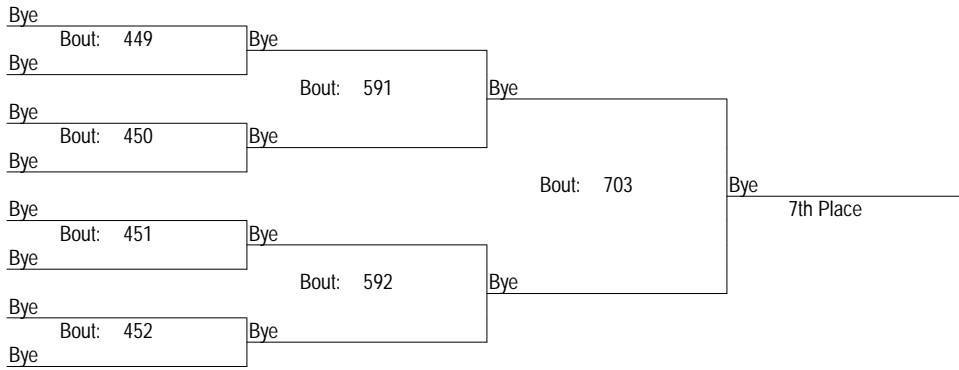 Bye
Bout: 449 Bye
Bye
Bout: 591 Bye
Bye
Bout: 450 Bye
Bye
Bout: 703 Bye
7th Place
Bye
Bout: 451 Bye
Bye
Bout: 592 Bye
Bye
Bout: 452 Bye
Bye